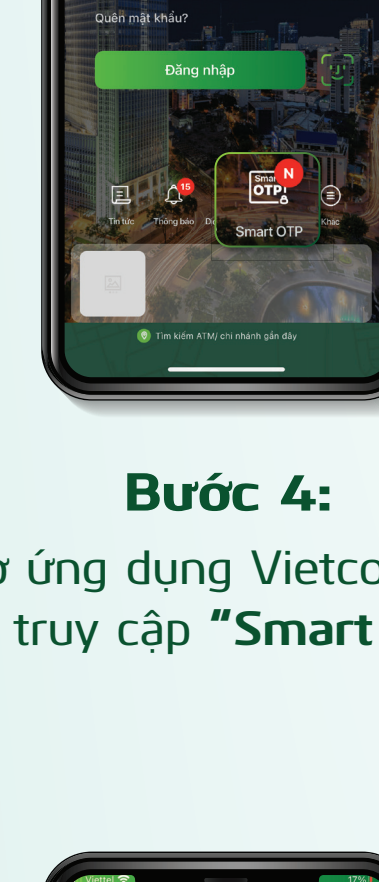 Quên mật khẩu?
Đăng nhập
15
N
Smar
OTP
Tin tức
Thông báo
Smart OTP
Khác
Tìm kiếm ATM/ chi nhánh gần đây
Bước 4:
ứng dụng Vietco
truy cập "Smart
Viettel
17%